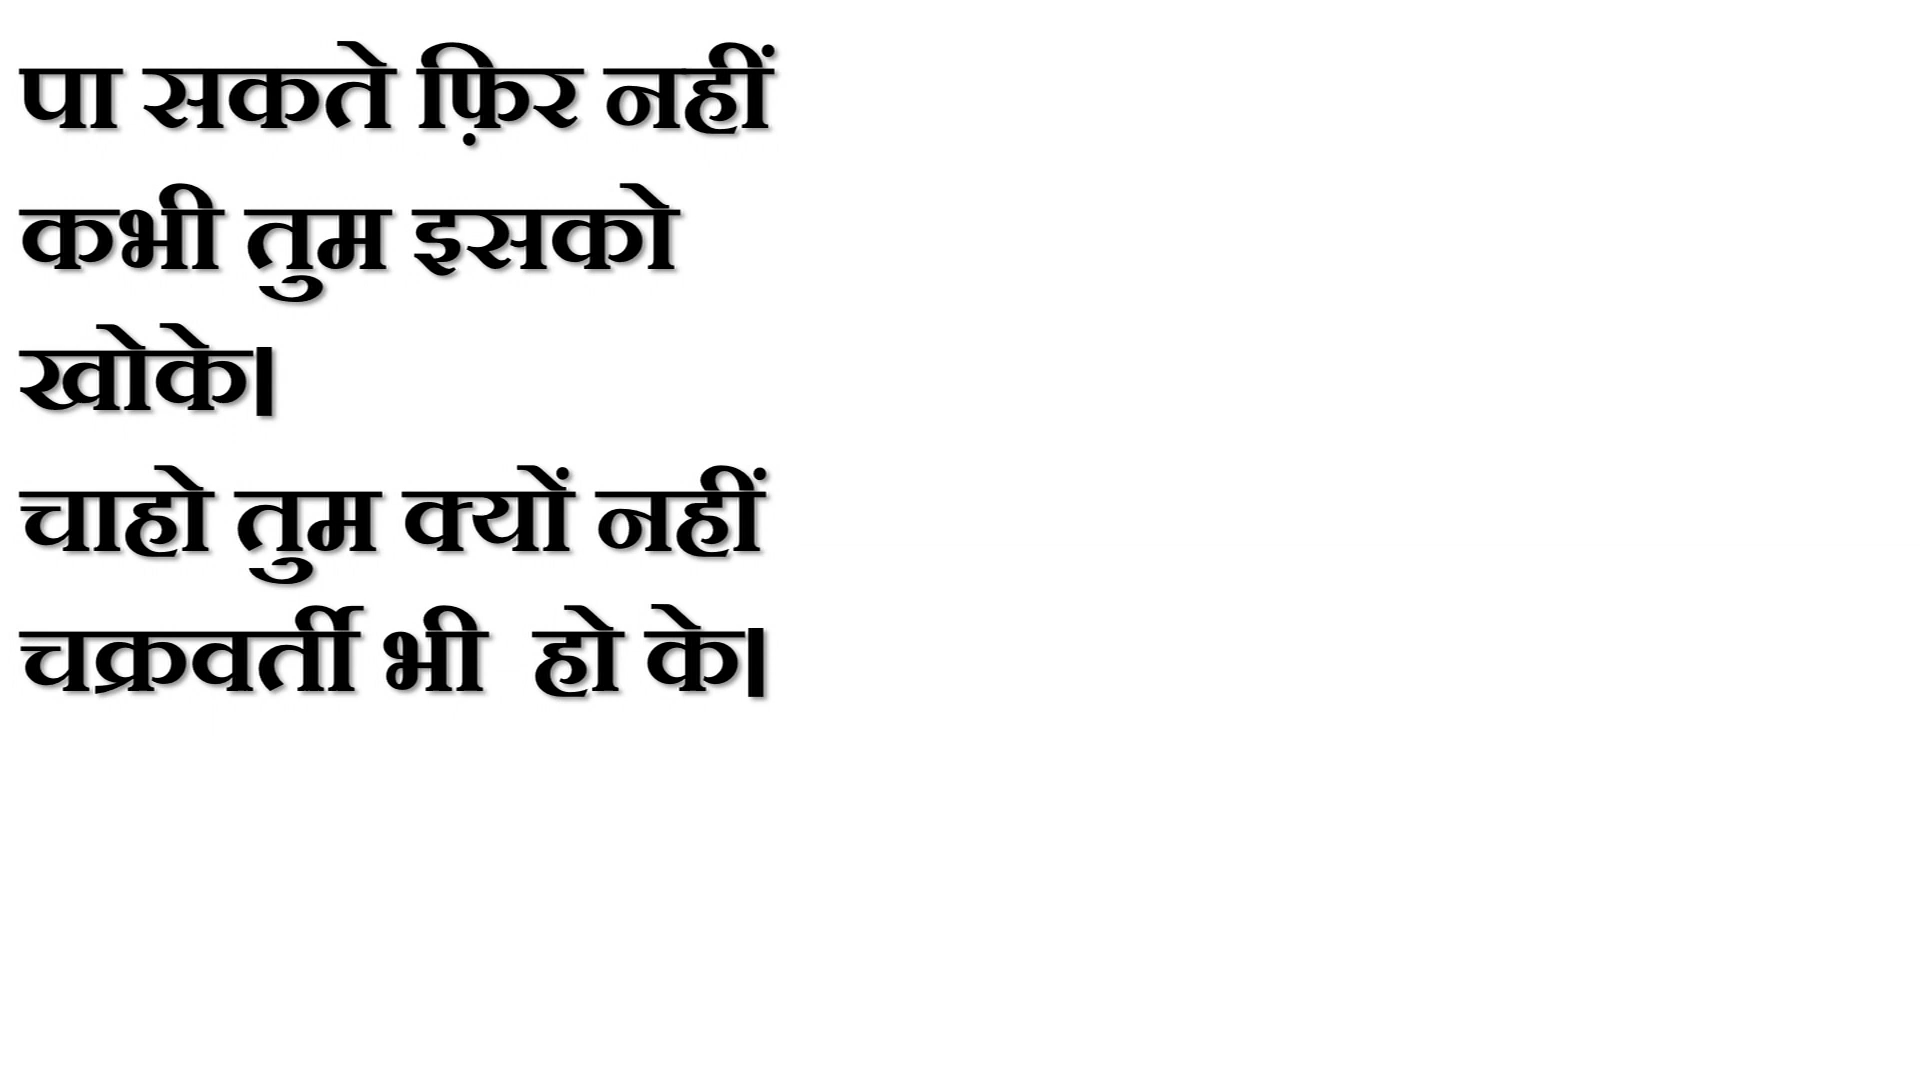 पा सकते फ़िर नहीं
कभी तुम इसको
खोके।
चाहो तुम क्यों नहीं
चक्रवर्ती भी  हो के।